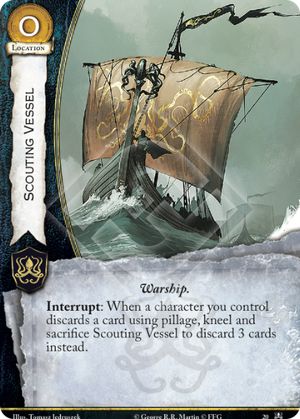 0
LOCATION
SCOUTING VESSEL
Warship.
Interrupt: When a character you control
discards a card using pillage, kneel and
sacrifice Scouting Vessel to discard 3 cards
instead.
Illus. Tomasz Jedruszek
© George R.R. Martin © FFG
20